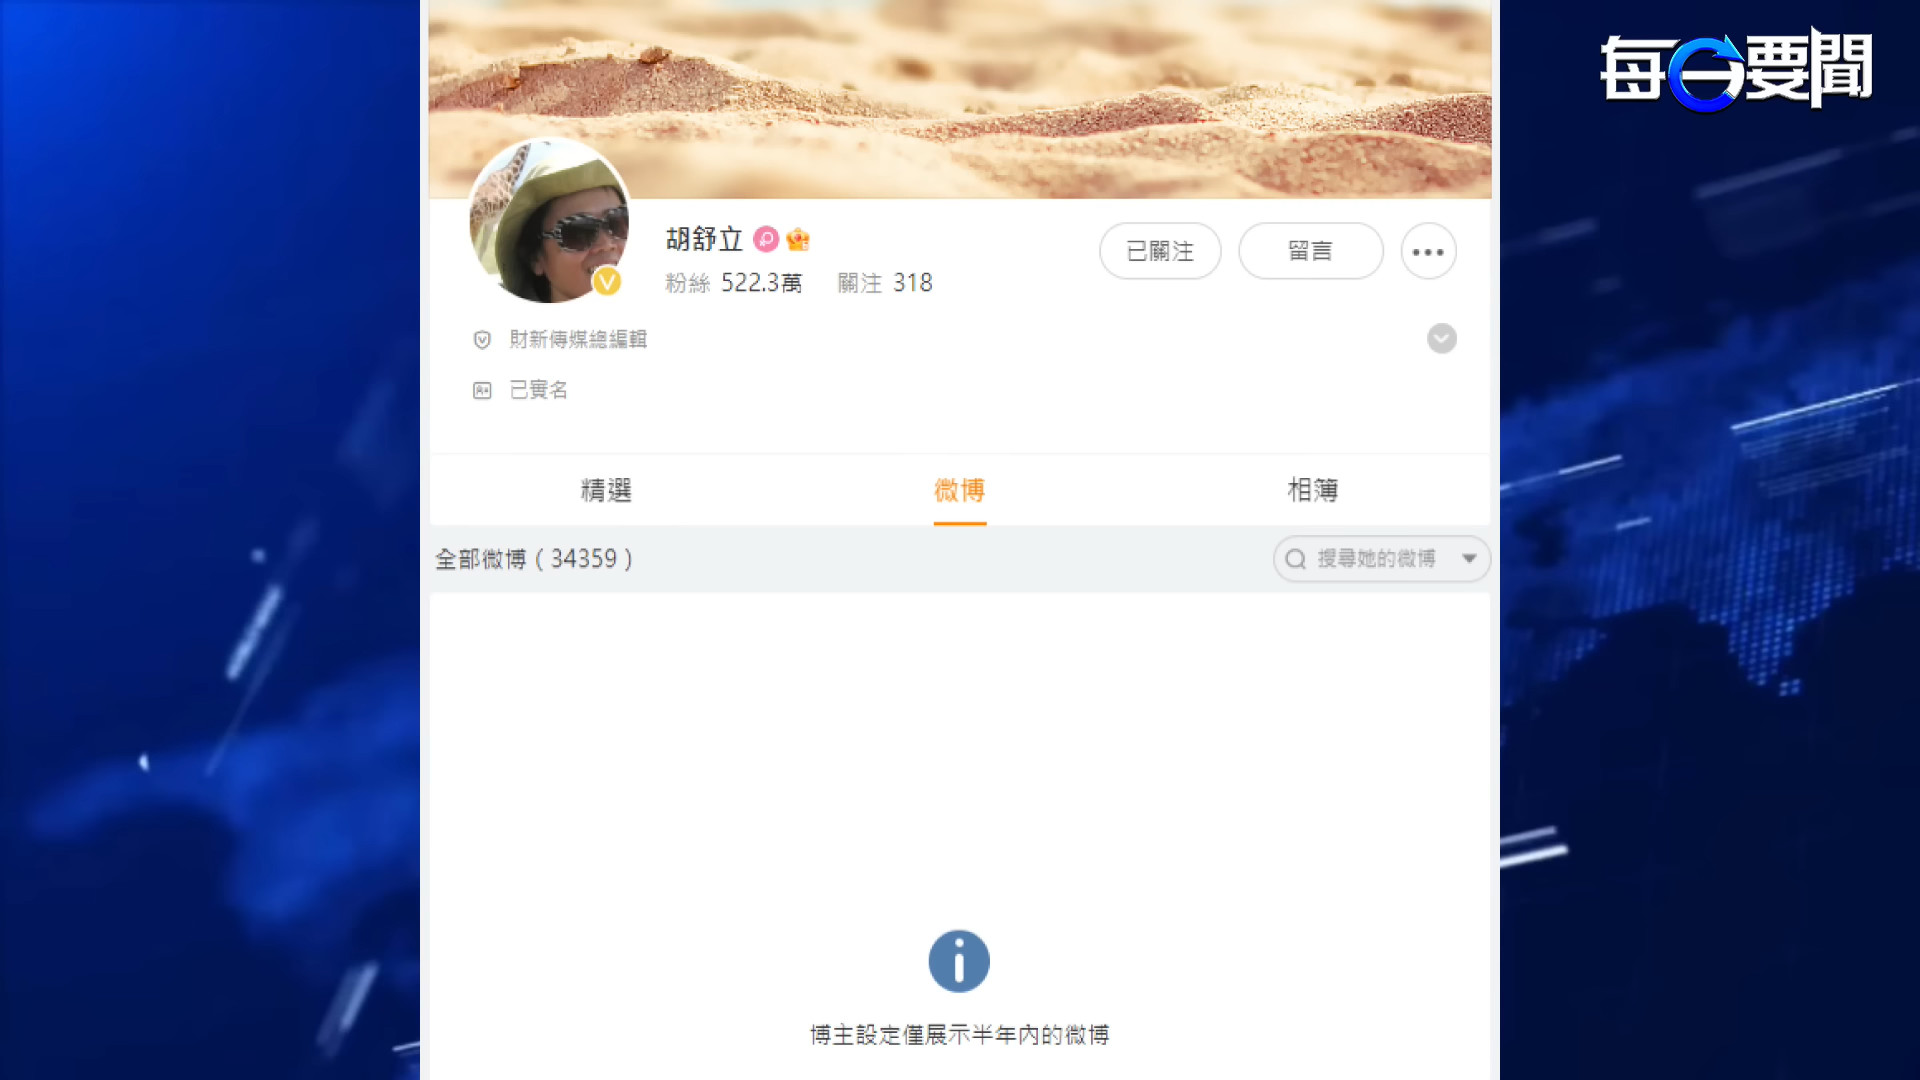 每日要聞
胡舒立
粉絲 522.3萬 關注 318
已關注
留言
財新傳媒總編輯
已實名
精選 微博 相簿
全部微博（34359）
搜尋她的微博
博主設定僅展示半年內的微博